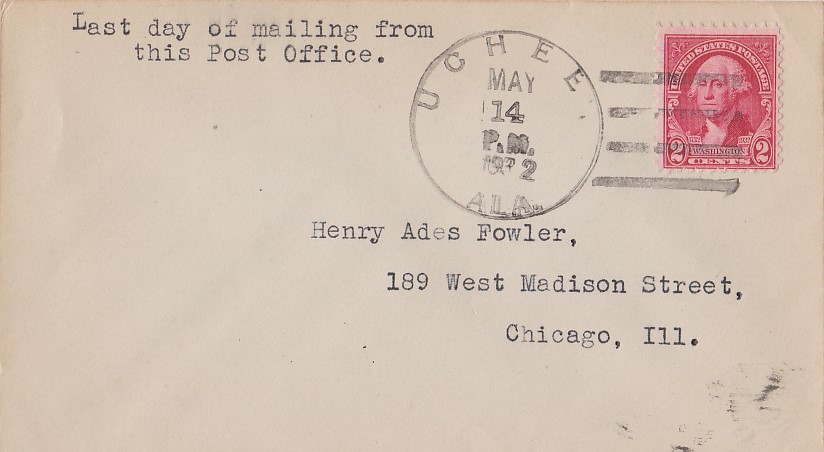 Last day of mailing from
this Post Office.
UCHEE
MAY
14
P.M.
1932
ALA.
UNITED STATES POSTAGE
WASHINGTON
2 CENTS 2
Henry Ades Fowler,
189 West Madison Street,
Chicago, Ill.